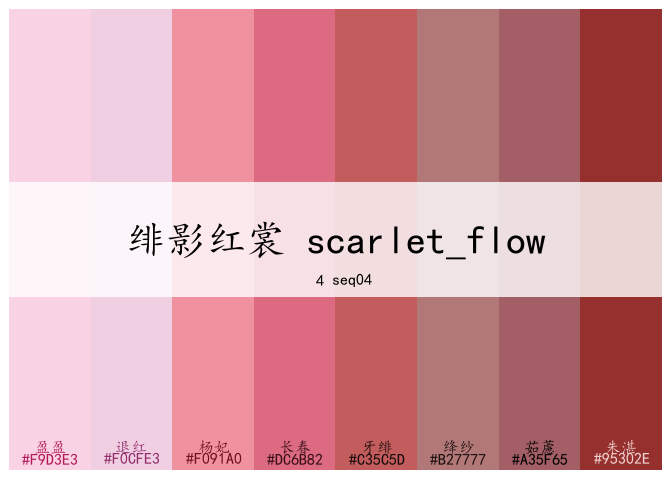 绯影红裳 scarlet_flow
4 seq04
盈盈 退红 杨妃 长春 牙绯 绛纱 茹藘 朱湛
#F9D3E3 #F0CFE3 #F091A0 #DC6B82 #C35C5D #B27777 #A35F65 #95302E